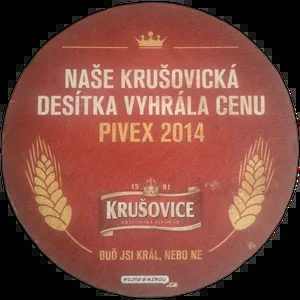 NAŠE KRUŠOVICKÁ
DESÍTKA VYHRÁLA CENU
PIVEX 2014
15 81
KRUŠOVICE
BUĎ JSI KRÁL, NEBO NE